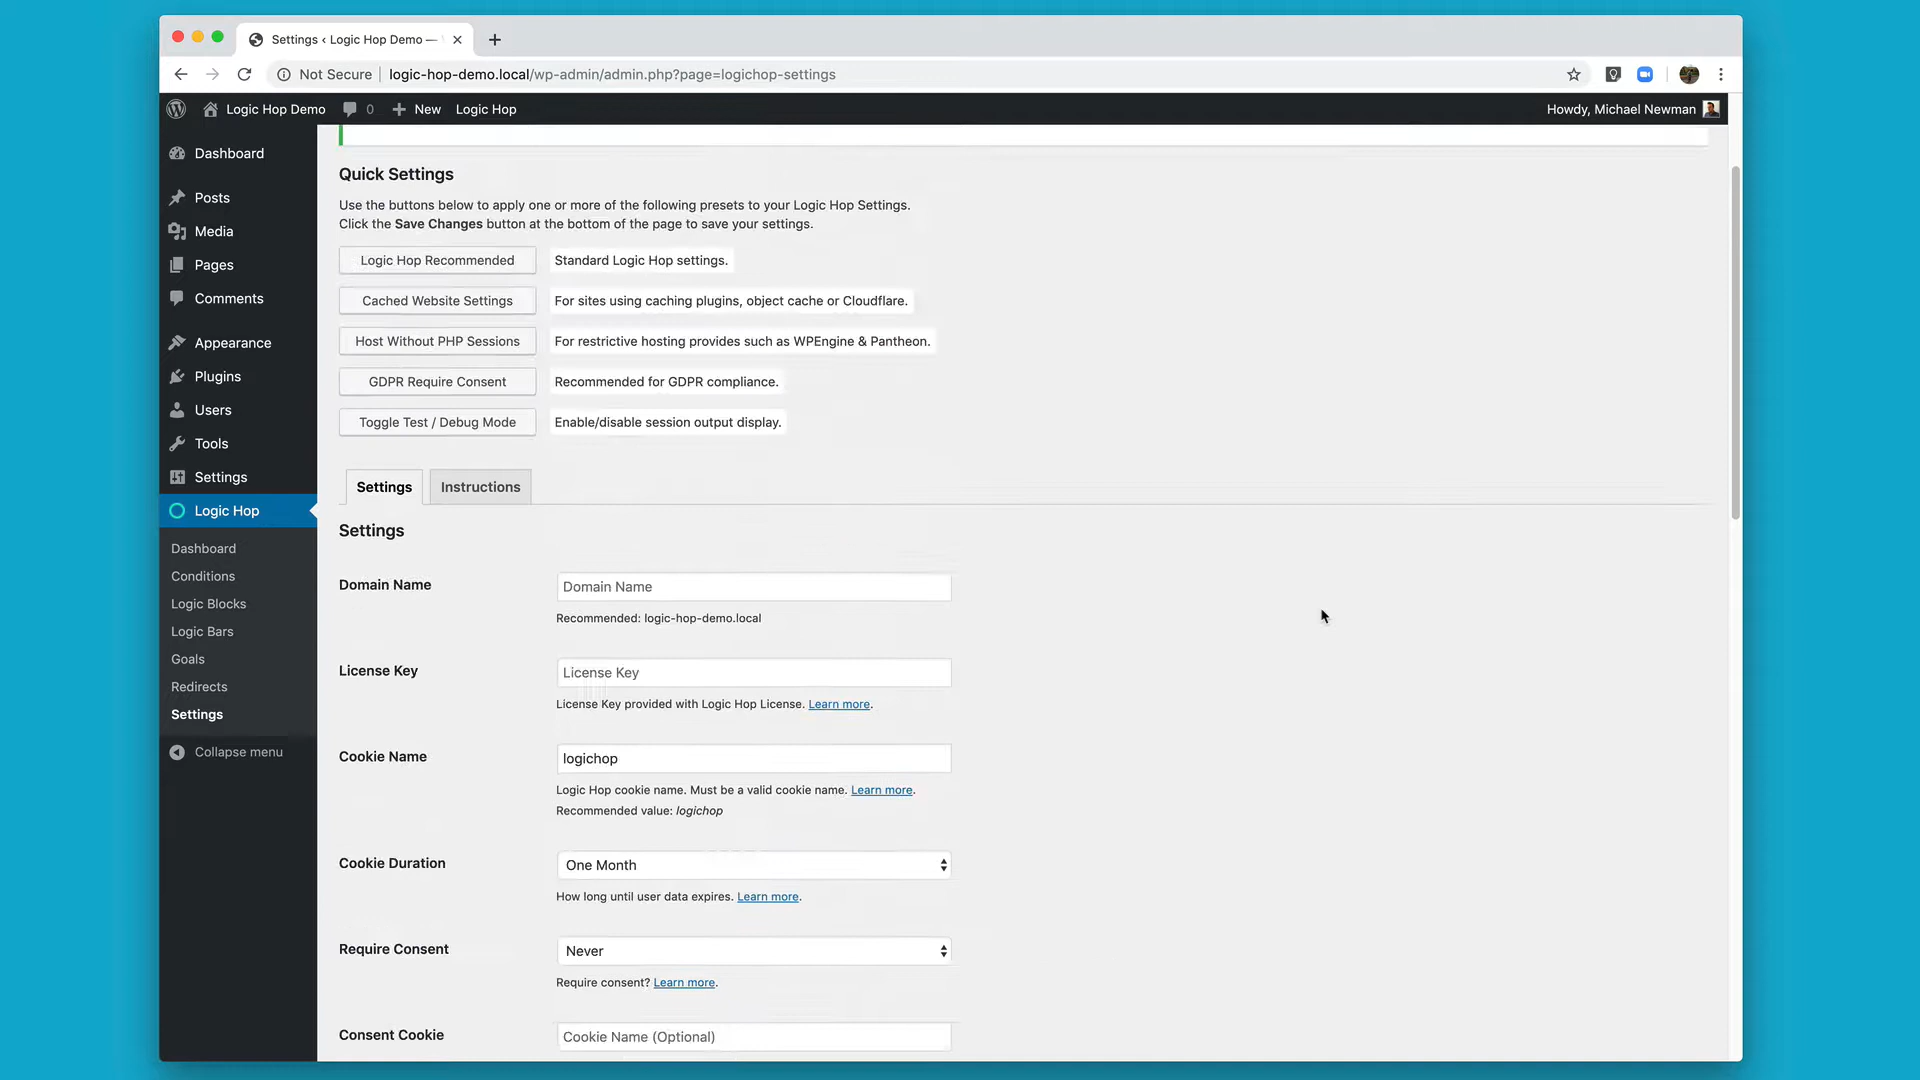 Settings ‹ Logic Hop Demo —
Not Secure
logic-hop-demo.local/wp-admin/admin.php?page=logichop-settings
Logic Hop Demo
0
New
Logic Hop
Howdy, Michael Newman
Dashboard
Posts
Media
Pages
Comments
Appearance
Plugins
Users
Tools
Settings
Logic Hop
Dashboard
Conditions
Logic Blocks
Logic Bars
Goals
Redirects
Settings
Collapse menu
Quick Settings
Use the buttons below to apply one or more of the following presets to your Logic Hop Settings.
Click the Save Changes button at the bottom of the page to save your settings.
Logic Hop Recommended
Standard Logic Hop settings.
Cached Website Settings
For sites using caching plugins, object cache or Cloudflare.
Host Without PHP Sessions
For restrictive hosting provides such as WPEngine & Pantheon.
GDPR Require Consent
Recommended for GDPR compliance.
Toggle Test / Debug Mode
Enable/disable session output display.
Settings
Instructions
Settings
Domain Name
Domain Name
Recommended: logic-hop-demo.local
License Key
License Key
License Key provided with Logic Hop License. Learn more.
Cookie Name
logichop
Logic Hop cookie name. Must be a valid cookie name. Learn more.
Recommended value: logichop
Cookie Duration
One Month
How long until user data expires. Learn more.
Require Consent
Never
Require consent? Learn more.
Consent Cookie
Cookie Name (Optional)